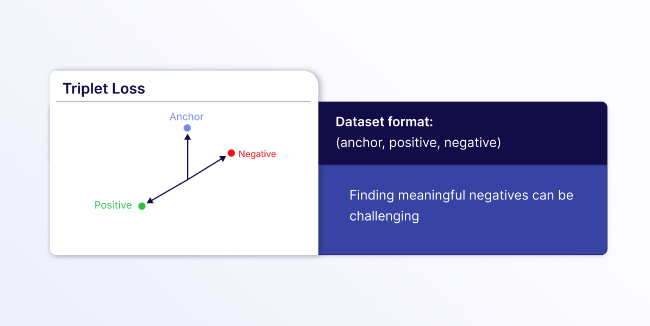 Triplet Loss
Anchor
Negative
Positive
Dataset format:
(anchor, positive, negative)
Finding meaningful negatives can be
challenging